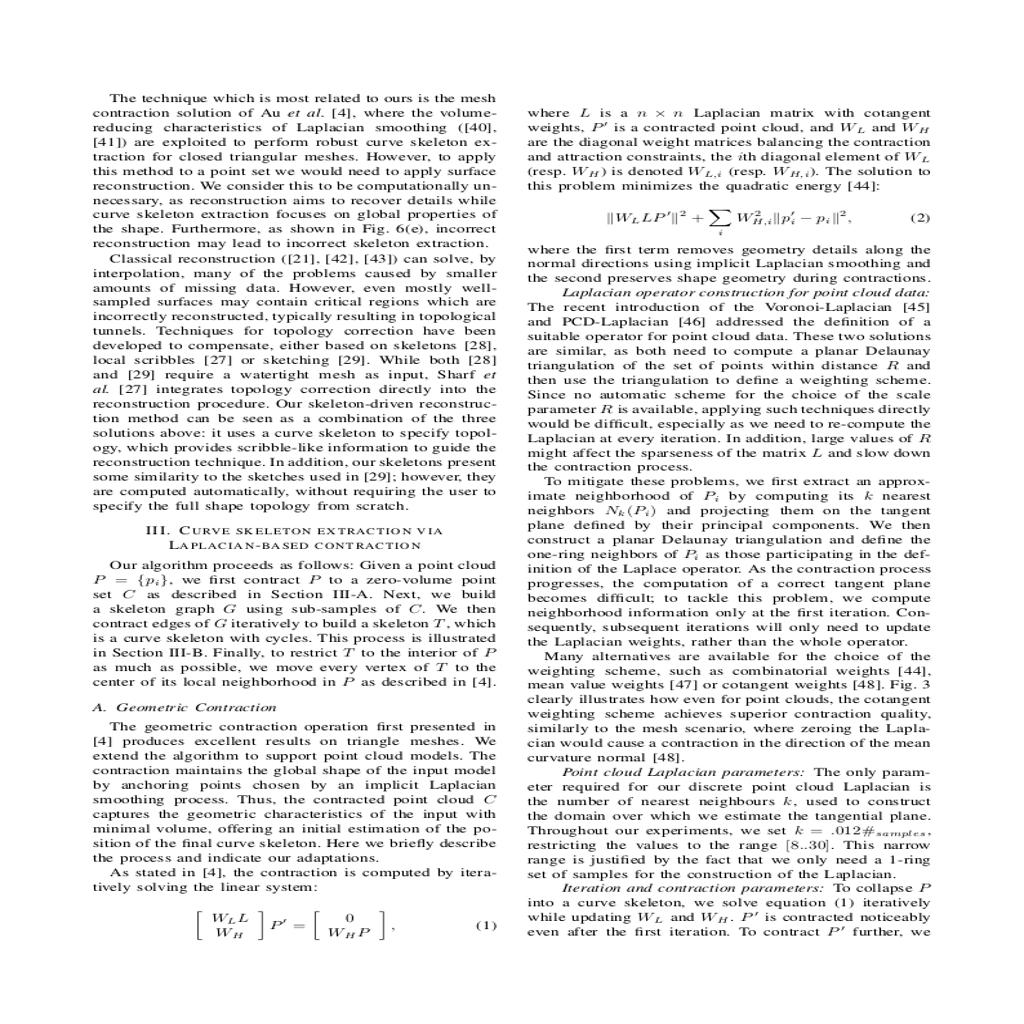 The technique which is most related to ours is the mesh
contraction solution of Au et al. [4], where the volume-
reducing characteristics of Laplacian smoothing ([40],
[41]) are exploited to perform robust curve skeleton ex-
traction for closed triangular meshes. However, to apply
this method to a point set we would need to apply surface
reconstruction. We consider this to be computationally un-
necessary, as reconstruction aims to recover details while
curve skeleton extraction focuses on global properties of
the shape. Furthermore, as shown in Fig. 6(e), incorrect
reconstruction may lead to incorrect skeleton extraction.
Classical reconstruction ([21], [42], [43]) can solve, by
interpolation, many of the problems caused by smaller
amounts of missing data. However, even mostly well-
sampled surfaces may contain critical regions which are
incorrectly reconstructed, typically resulting in topological
tunnels. Techniques for topology correction have been
developed to compensate, either based on skeletons [28],
local scribbles [27] or sketching [29]. While both [28]
and [29] require a watertight mesh as input, Sharf et
al. [27] integrates topology correction directly into the
reconstruction procedure. Our skeleton-driven reconstruc-
tion method can be seen as a combination of the three
solutions above: it uses a curve skeleton to specify topol-
ogy, which provides scribble-like information to guide the
reconstruction technique. In addition, our skeletons present
some similarity to the sketches used in [29]; however, they
are computed automatically, without requiring the user to
specify the full shape topology from scratch.
III. CURVE SKELETON EXTRACTION VIA
LAPLACIAN-BASED CONTRACTION
Our algorithm proceeds as follows: Given a point cloud
P = {p_i}, we first contract P to a zero-volume point
set C as described in Section III-A. Next, we build
a skeleton graph G using sub-samples of C. We then
contract edges of G iteratively to build a skeleton T, which
is a curve skeleton with cycles. This process is illustrated
in Section III-B. Finally, to restrict T to the interior of P
as much as possible, we move every vertex of T to the
center of its local neighborhood in P as described in [4].
A. Geometric Contraction
The geometric contraction operation first presented in
[4] produces excellent results on triangle meshes. We
extend the algorithm to support point cloud models. The
contraction maintains the global shape of the input model
by anchoring points chosen by an implicit Laplacian
smoothing process. Thus, the contracted point cloud C
captures the geometric characteristics of the input with
minimal volume, offering an initial estimation of the po-
sition of the final curve skeleton. Here we briefly describe
the process and indicate our adaptations.
As stated in [4], the contraction is computed by itera-
tively solving the linear system:
[ W_L L ; W_H ] P′ = [ 0 ; W_H P ], (1)
where L is a n × n Laplacian matrix with cotangent
weights, P′ is a contracted point cloud, and W_L and W_H
are the diagonal weight matrices balancing the contraction
and attraction constraints, the ith diagonal element of W_L
(resp. W_H) is denoted W_L,i (resp. W_H,i). The solution to
this problem minimizes the quadratic energy [44]:
‖W_L L P′‖² + ∑_i W²_H,i ‖p′_i − p_i‖², (2)
where the first term removes geometry details along the
normal directions using implicit Laplacian smoothing and
the second preserves shape geometry during contractions.
Laplacian operator construction for point cloud data:
The recent introduction of the Voronoi-Laplacian [45]
and PCD-Laplacian [46] addressed the definition of a
suitable operator for point cloud data. These two solutions
are similar, as both need to compute a planar Delaunay
triangulation of the set of points within distance R and
then use the triangulation to define a weighting scheme.
Since no automatic scheme for the choice of the scale
parameter R is available, applying such techniques directly
would be difficult, especially as we need to re-compute the
Laplacian at every iteration. In addition, large values of R
might affect the sparseness of the matrix L and slow down
the contraction process.
To mitigate these problems, we first extract an approx-
imate neighborhood of P_i by computing its k nearest
neighbors N_k(P_i) and projecting them on the tangent
plane defined by their principal components. We then
construct a planar Delaunay triangulation and define the
one-ring neighbors of P_i as those participating in the def-
inition of the Laplace operator. As the contraction process
progresses, the computation of a correct tangent plane
becomes difficult; to tackle this problem, we compute
neighborhood information only at the first iteration. Con-
sequently, subsequent iterations will only need to update
the Laplacian weights, rather than the whole operator.
Many alternatives are available for the choice of the
weighting scheme, such as combinatorial weights [44],
mean value weights [47] or cotangent weights [48]. Fig. 3
clearly illustrates how even for point clouds, the cotangent
weighting scheme achieves superior contraction quality,
similarly to the mesh scenario, where zeroing the Lapla-
cian would cause a contraction in the direction of the mean
curvature normal [48].
Point cloud Laplacian parameters: The only param-
eter required for our discrete point cloud Laplacian is
the number of nearest neighbours k, used to construct
the domain over which we estimate the tangential plane.
Throughout our experiments, we set k = .012#_samples,
restricting the values to the range [8..30]. This narrow
range is justified by the fact that we only need a 1-ring
set of samples for the construction of the Laplacian.
Iteration and contraction parameters: To collapse P
into a curve skeleton, we solve equation (1) iteratively
while updating W_L and W_H. P′ is contracted noticeably
even after the first iteration. To contract P′ further, we